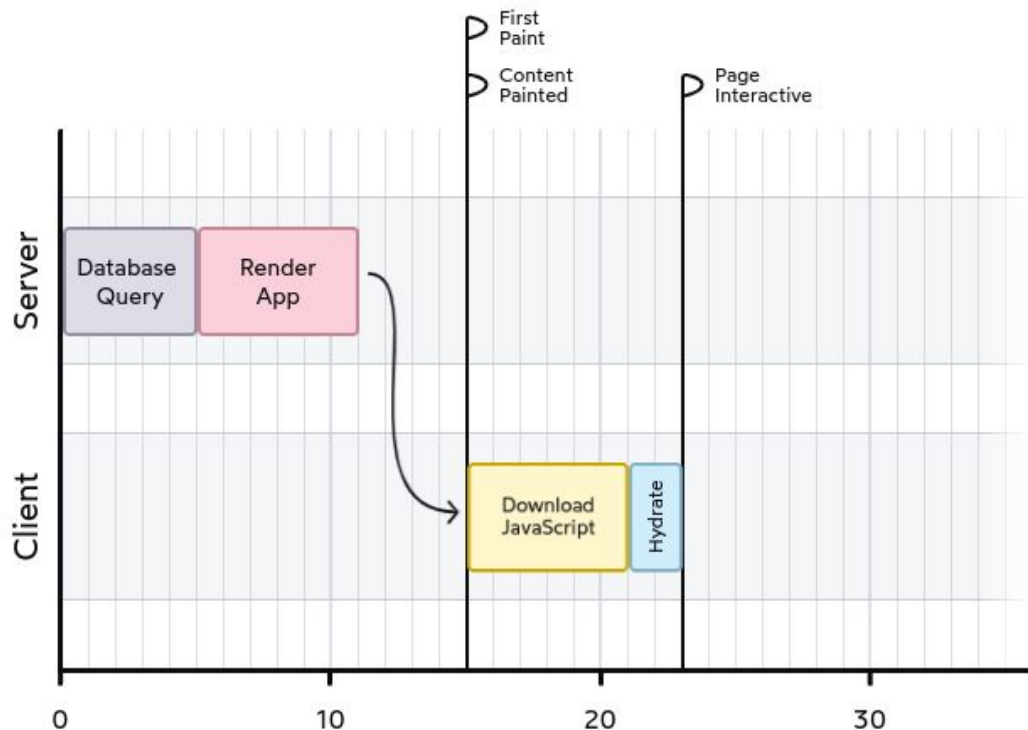 First
Paint
Content
Painted
Page
Interactive
Server
Database
Query
Render
App
Client
Download
JavaScript
Hydrate
0
10
20
30